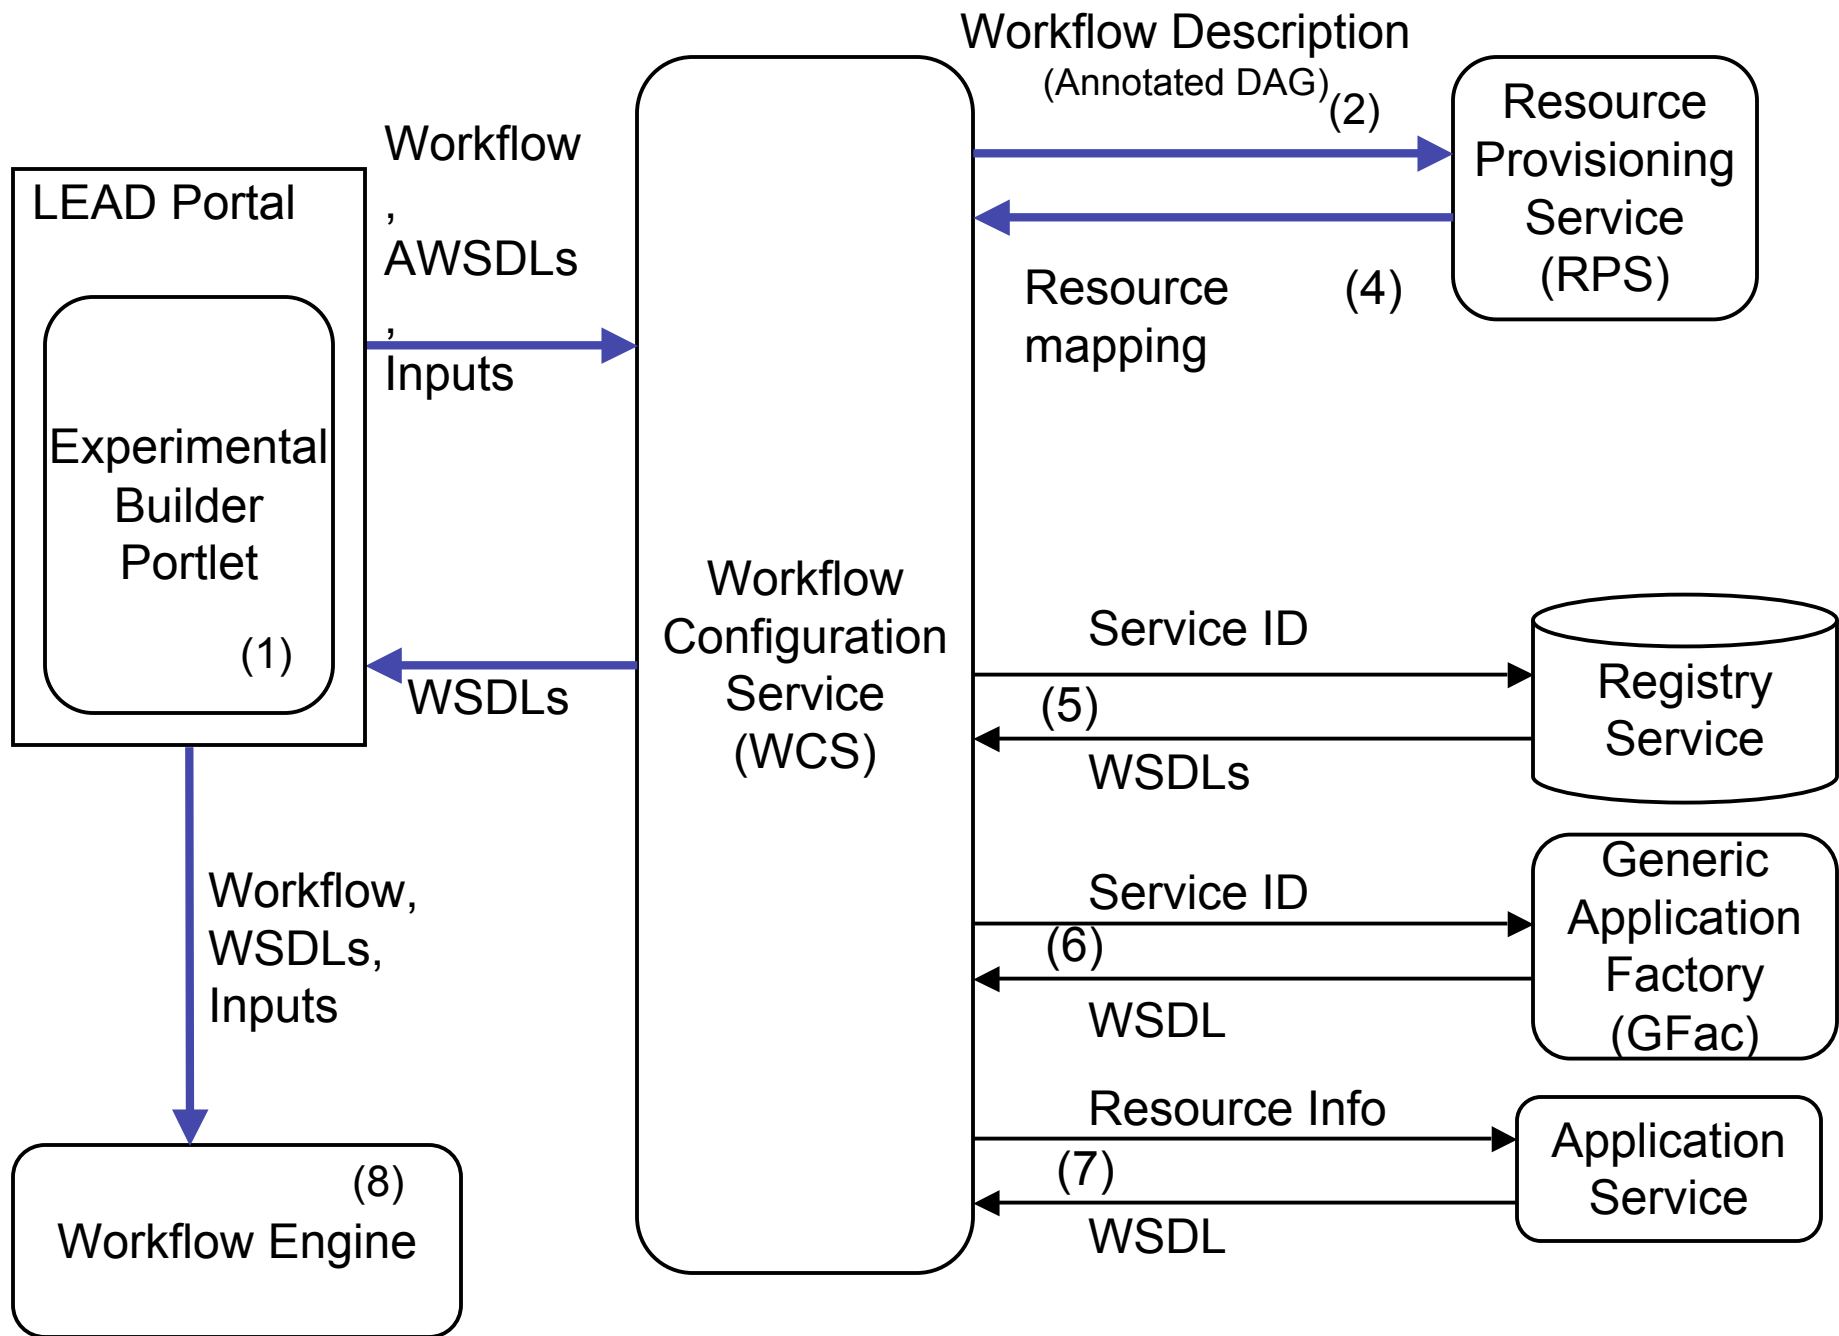 Workflow Description
(Annotated DAG)
(2)
Resource
Provisioning
Service
(RPS)
Workflow
,
AWSDLs
,
Inputs
LEAD Portal
Resource
mapping
(4)
Experimental
Builder
Portlet
(1)
WSDLs
Workflow
Configuration
Service
(WCS)
Service ID
(5)
WSDLs
Registry
Service
Service ID
(6)
WSDL
Generic
Application
Factory
(GFac)
Workflow,
WSDLs,
Inputs
Resource Info
(7)
WSDL
Application
Service
(8)
Workflow Engine